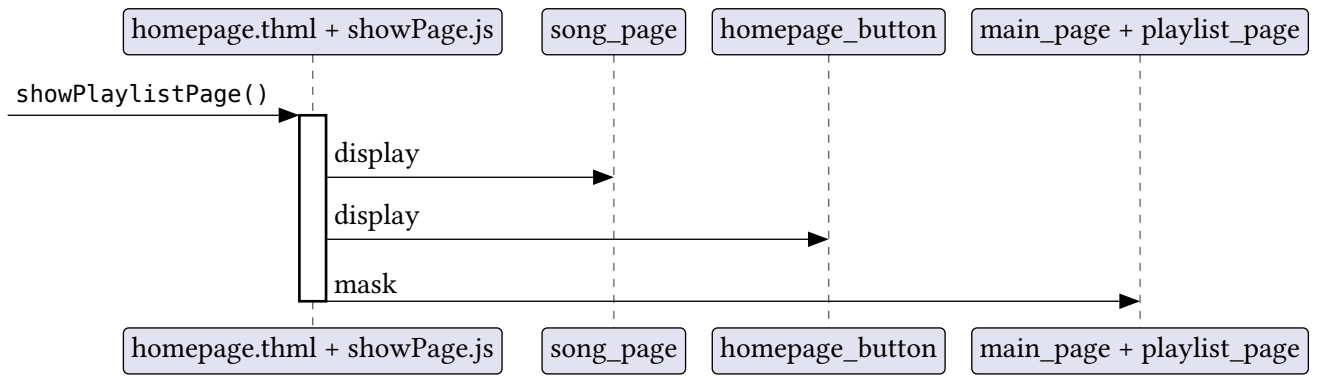 homepage.thml + showPage.js song_page homepage_button main_page + playlist_page
showPlaylistPage()
display
display
mask
homepage.thml + showPage.js song_page homepage_button main_page + playlist_page